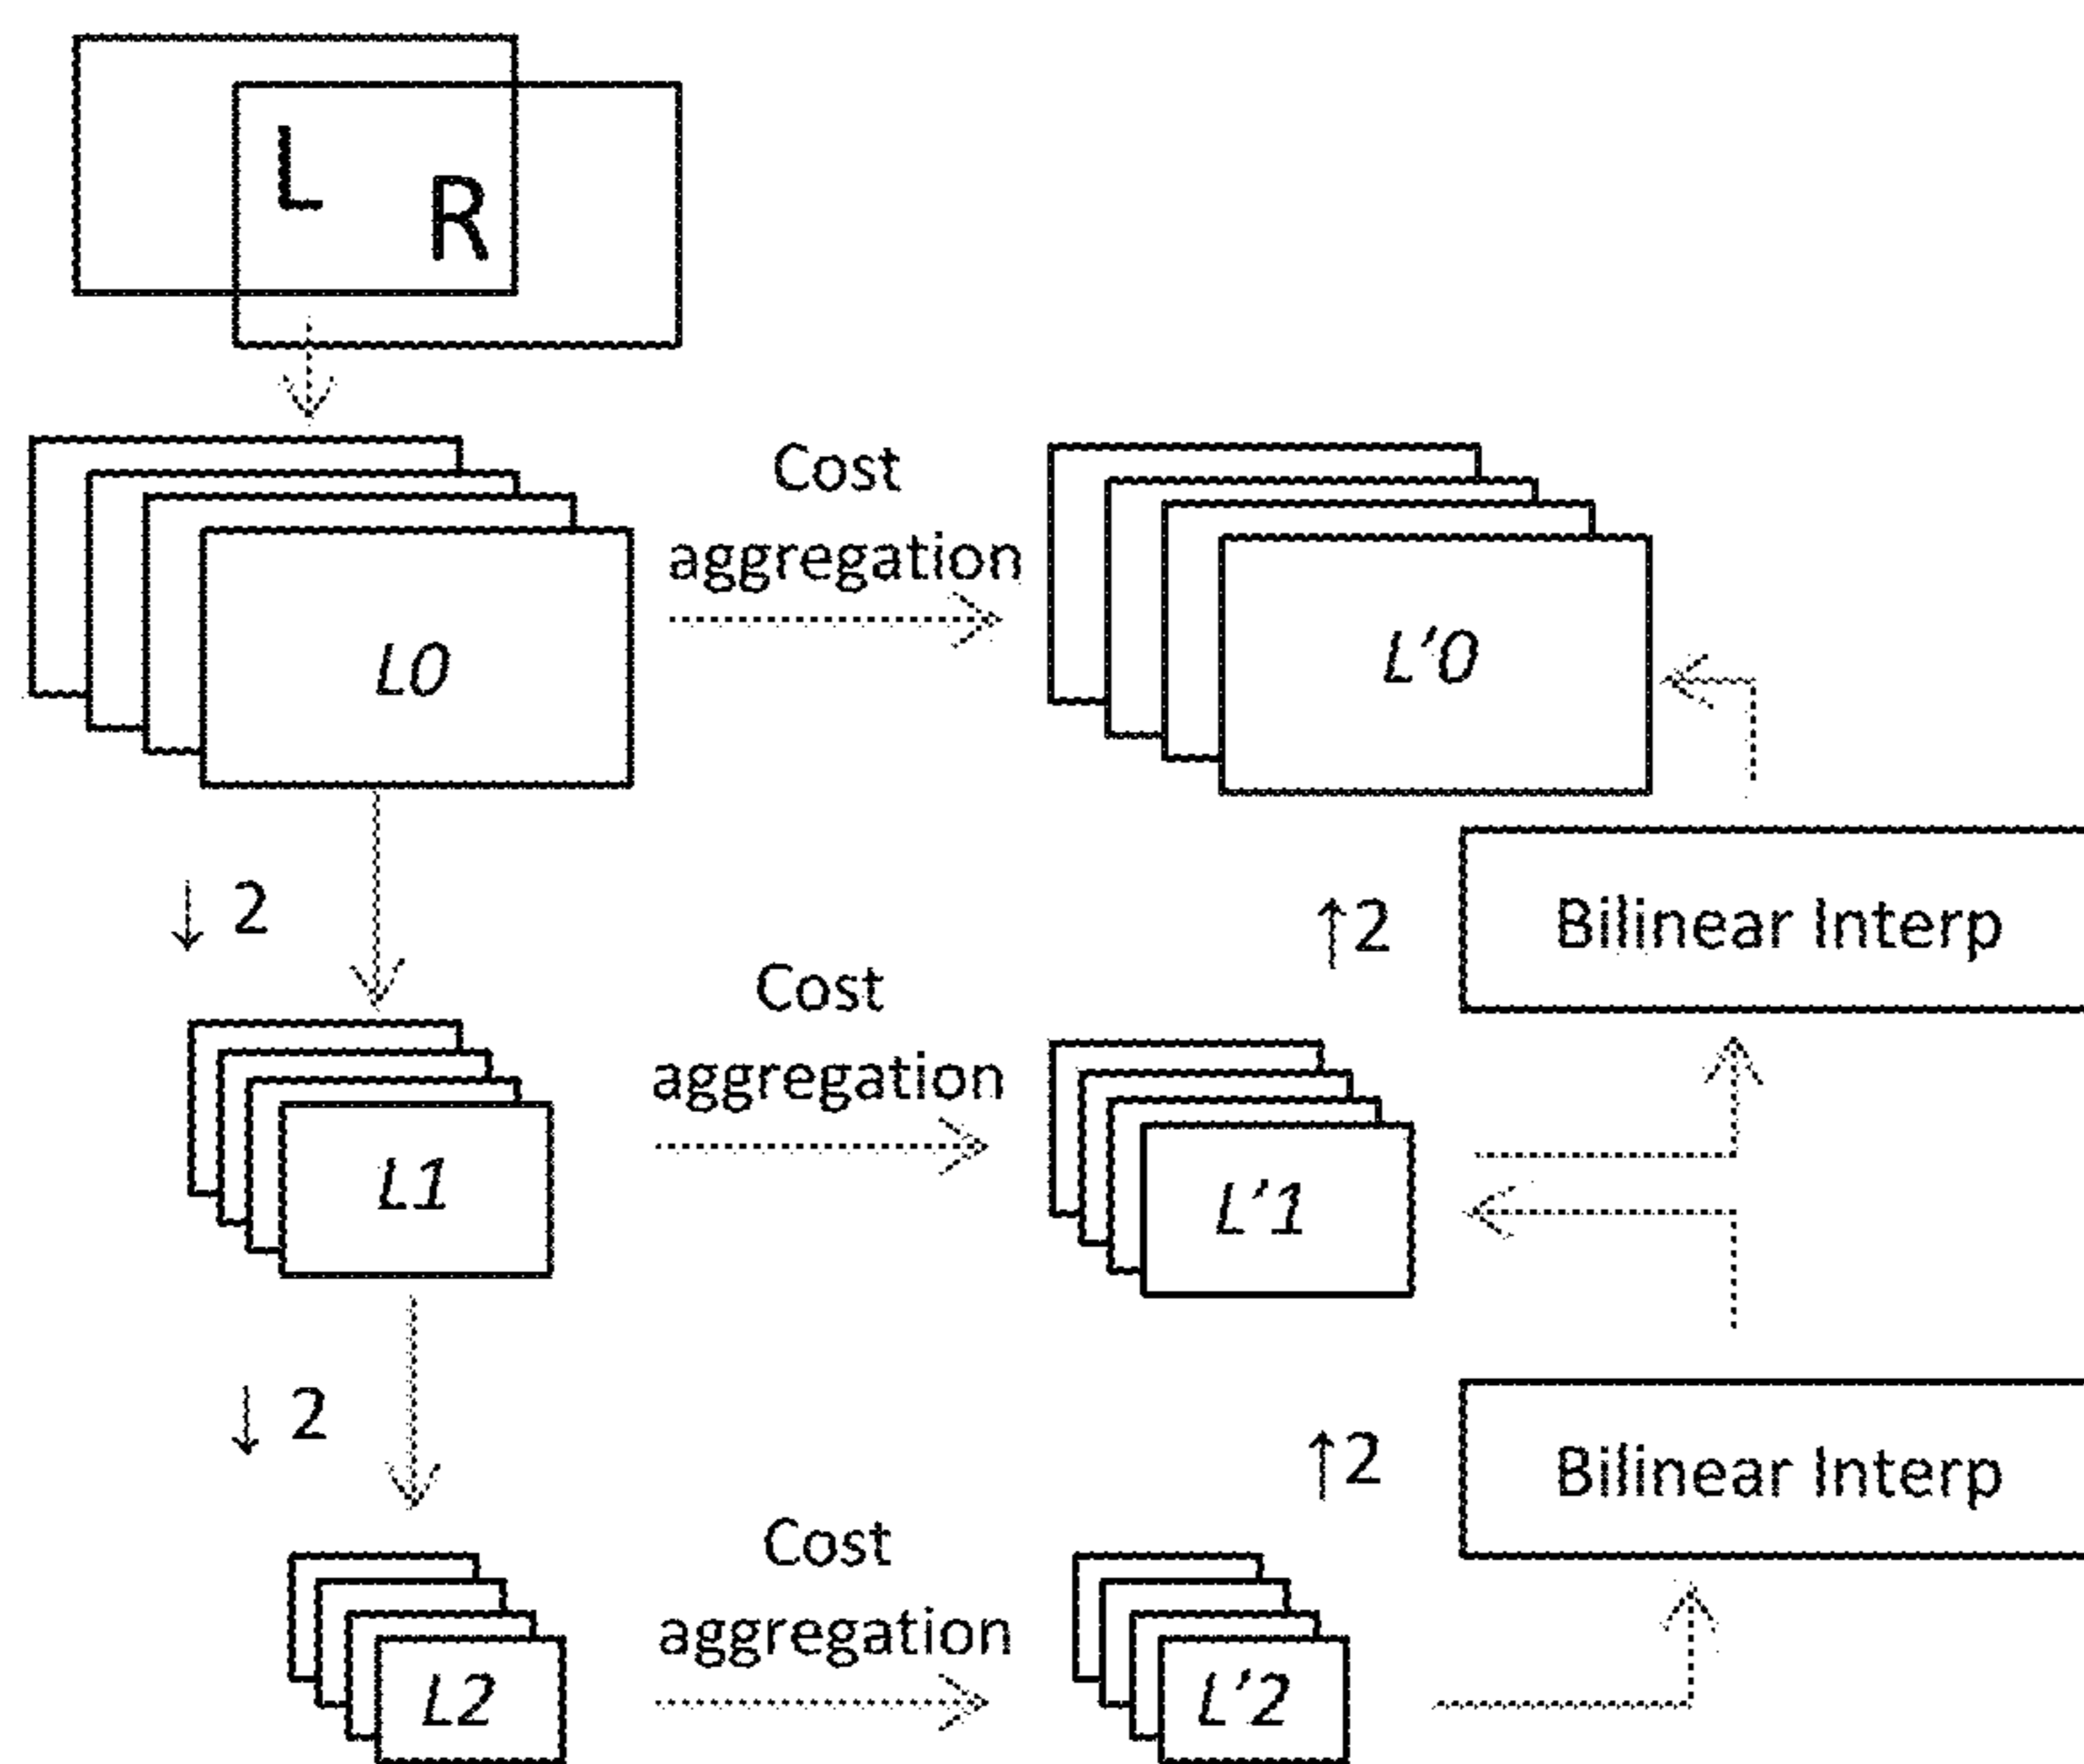 L
R
Cost
aggregation
L0
L'0
↓ 2
↑2
Bilinear Interp
Cost
aggregation
L1
L'1
↓ 2
↑2
Bilinear Interp
Cost
aggregation
L2
L'2